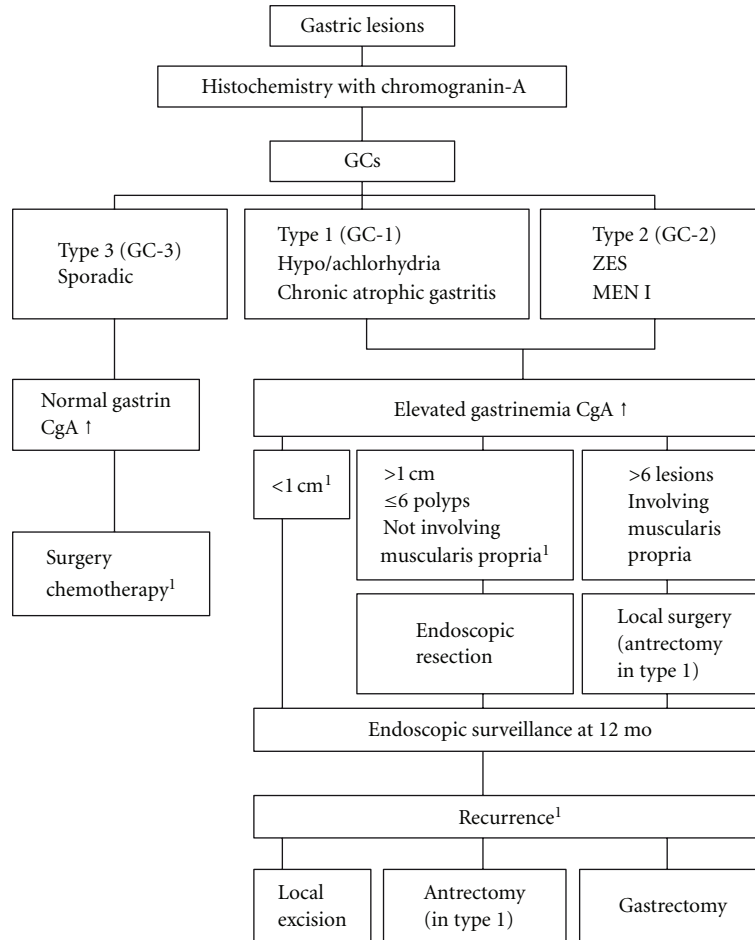 Gastric lesions
Histochemistry with chromogranin-A
GCs
Type 3 (GC-3)
Sporadic
Type 1 (GC-1)
Hypo/achlorhydria
Chronic atrophic gastritis
Type 2 (GC-2)
ZES
MEN I
Normal gastrin
CgA ↑
Elevated gastrinemia CgA ↑
<1 cm¹
>1 cm
≤6 polyps
Not involving
muscularis propria¹
>6 lesions
Involving
muscularis
propria
Surgery
chemotherapy¹
Endoscopic
resection
Local surgery
(antrectomy
in type 1)
Endoscopic surveillance at 12 mo
Recurrence¹
Local
excision
Antrectomy
(in type 1)
Gastrectomy